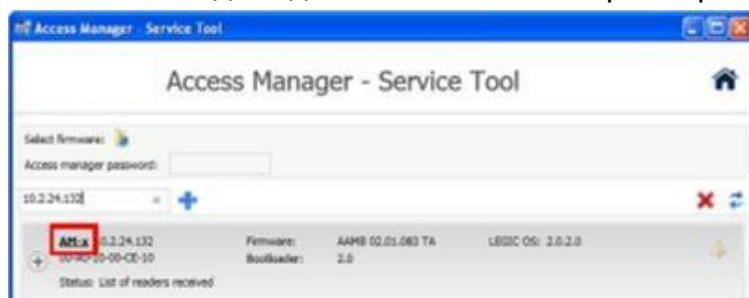 Access Manager - Service Tool
Access Manager - Service Tool
Select firmware:
Access manager password:
10.2.24.132
AM-x 10.2.24.132 Firmware: AAMB 02.01.083 TA LEGIC OS: 2.0.2.0
Bootloader: 2.0
Status: List of readers received